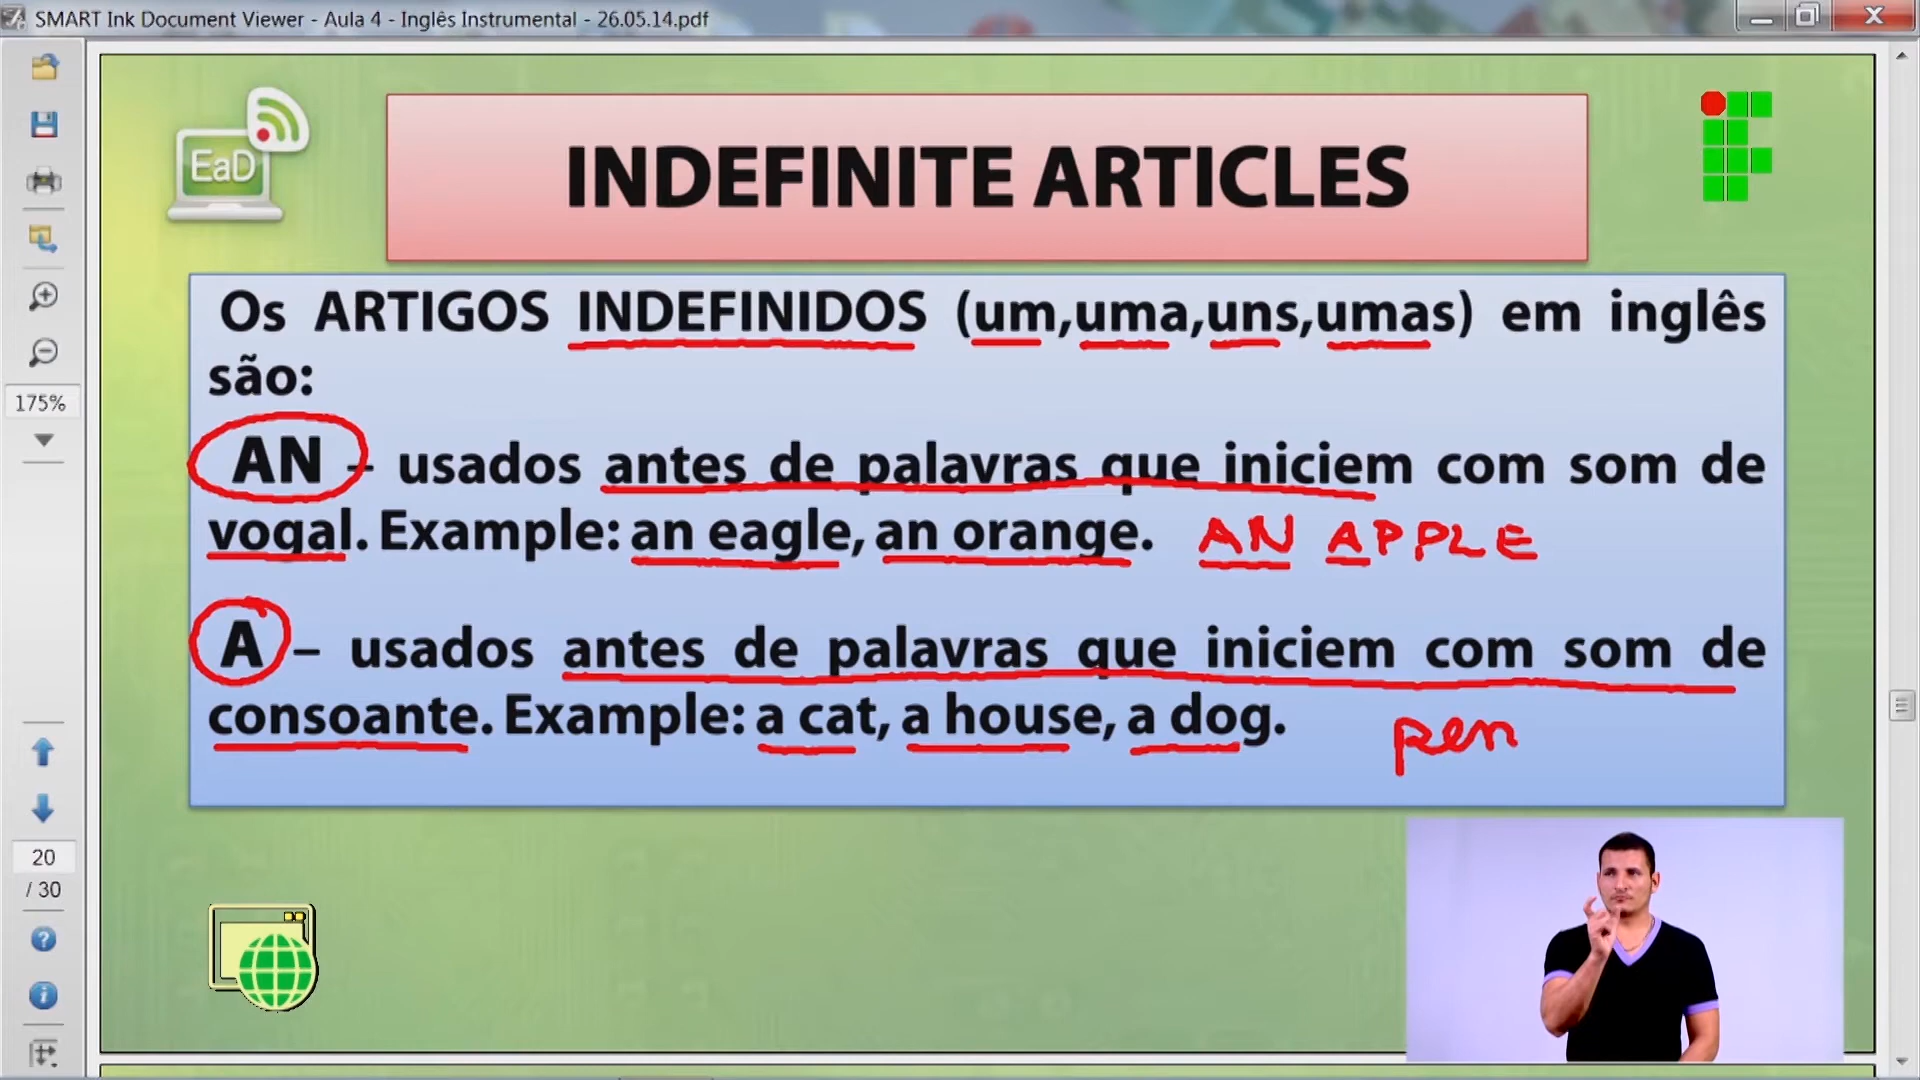 SMART Ink Document Viewer - Aula 4 - Inglês Instrumental - 26.05.14.pdf
EaD
INDEFINITE ARTICLES
Os ARTIGOS INDEFINIDOS (um,uma,uns,umas) em inglês
são:
AN – usados antes de palavras que iniciem com som de
vogal. Example: an eagle, an orange. AN APPLE
A – usados antes de palavras que iniciem com som de
consoante. Example: a cat, a house, a dog. pen
175%
20
/ 30